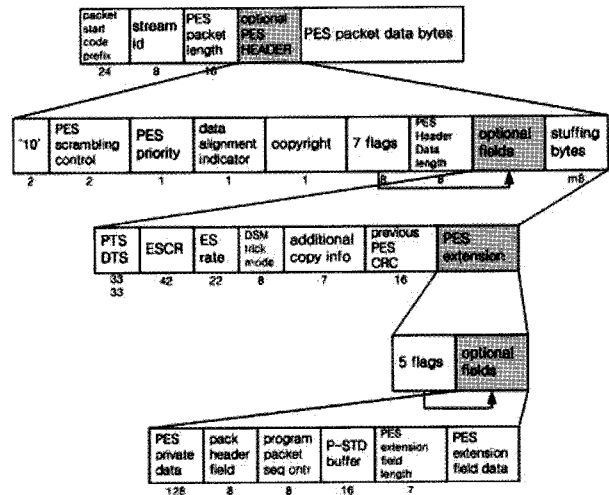 packet
start
code
prefix
stream
id
PES
packet
length
optional
PES
HEADER
PES packet data bytes
24
8
16
'10'
PES
scrambling
control
PES
priority
data
alignment
indicator
copyright
7 flags
PES
Header
Data
length
optional
fields
stuffing
bytes
2
2
1
1
1
8
8
m8
PTS
DTS
ESCR
ES
rate
DSM
trick
mode
additional
copy info
previous
PES
CRC
PES
extension
33
33
42
22
8
7
16
5 flags
optional
fields
PES
private
data
pack
header
field
program
packet
seq cntr
P-STD
buffer
PES
extension
field
length
PES
extension
field data
128
8
8
16
7